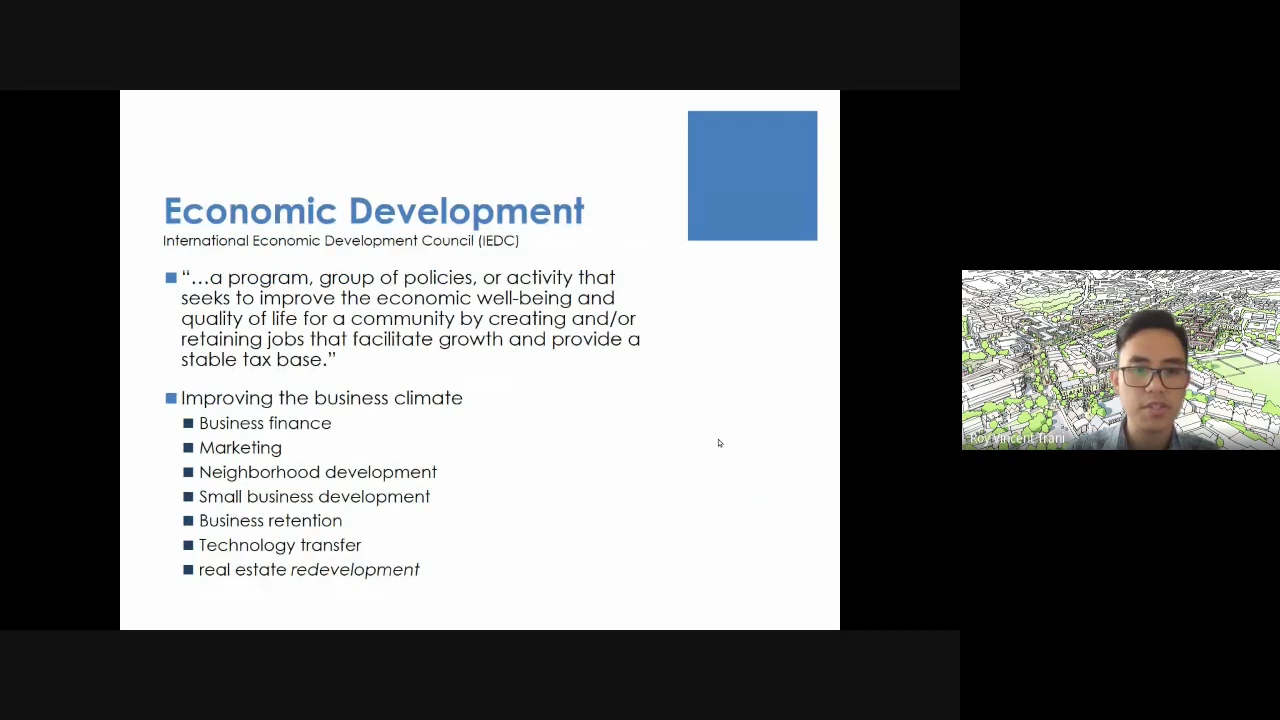 Economic Development
International Economic Development Council (IEDC)
“…a program, group of policies, or activity that
seeks to improve the economic well-being and
quality of life for a community by creating and/or
retaining jobs that facilitate growth and provide a
stable tax base.”
Improving the business climate
Business finance
Marketing
Neighborhood development
Small business development
Business retention
Technology transfer
real estate redevelopment
Roy Vincent Trani